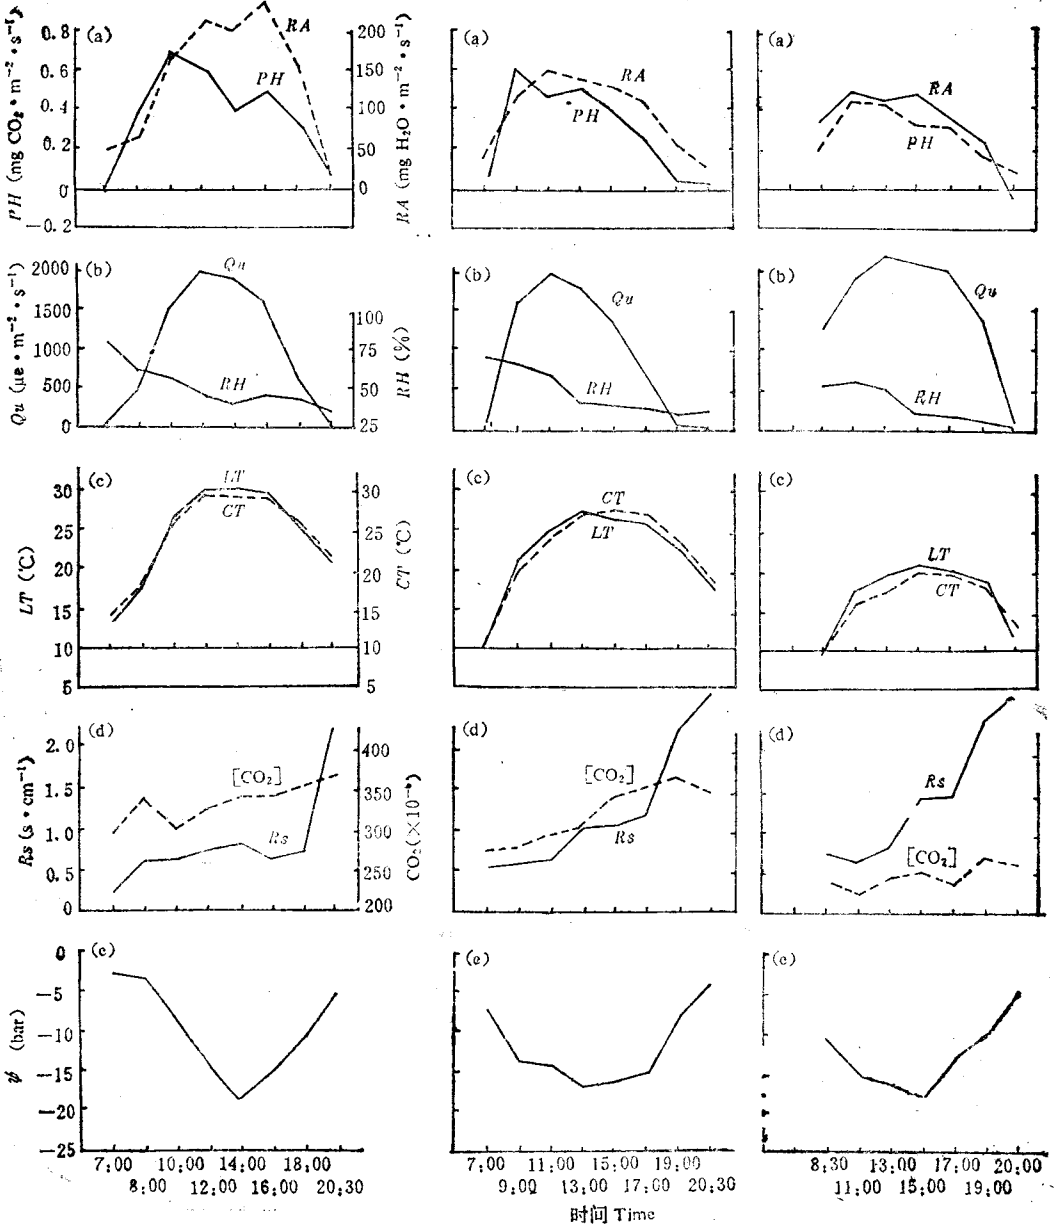 PH (mg CO₂ • m⁻² • s⁻¹)
0.8
0.6
0.4
0.2
0
—0.2
(a)
RA
PH
200
150
100
50
0
RA (mg H₂O • m⁻² • s⁻¹)
(a)
RA
PH
(a)
RA
PH
Qu (μe • m⁻² • s⁻¹)
2000
1500
1000
500
0
(b)
Qu
RH
100
75
50
25
RH (%)
(b)
Qu
RH
(b)
Qu
RH
LT (℃)
30
25
20
15
10
5
(c)
LT
CT
30
25
20
15
10
5
CT (℃)
(c)
CT
LT
(c)
LT
CT
Rs (s • cm⁻¹)
2.0
1.5
1.0
0.5
0
(d)
[CO₂]
Rs
400
350
300
250
200
CO₂(×10⁻⁶)
(d)
[CO₂]
Rs
(d)
Rs
[CO₂]
ψ (bar)
0
—5
—10
—15
—20
—25
(e)
(e)
(e)
7:00 10:00 14:00 18:00
8:00 12:00 16:00 20:30
7:00 11:00 15:00 19:00
9:00 13:00 17:00 20:30
8:30 13:00 17:00 20:00
11:00 15:00 19:00
时间 Time